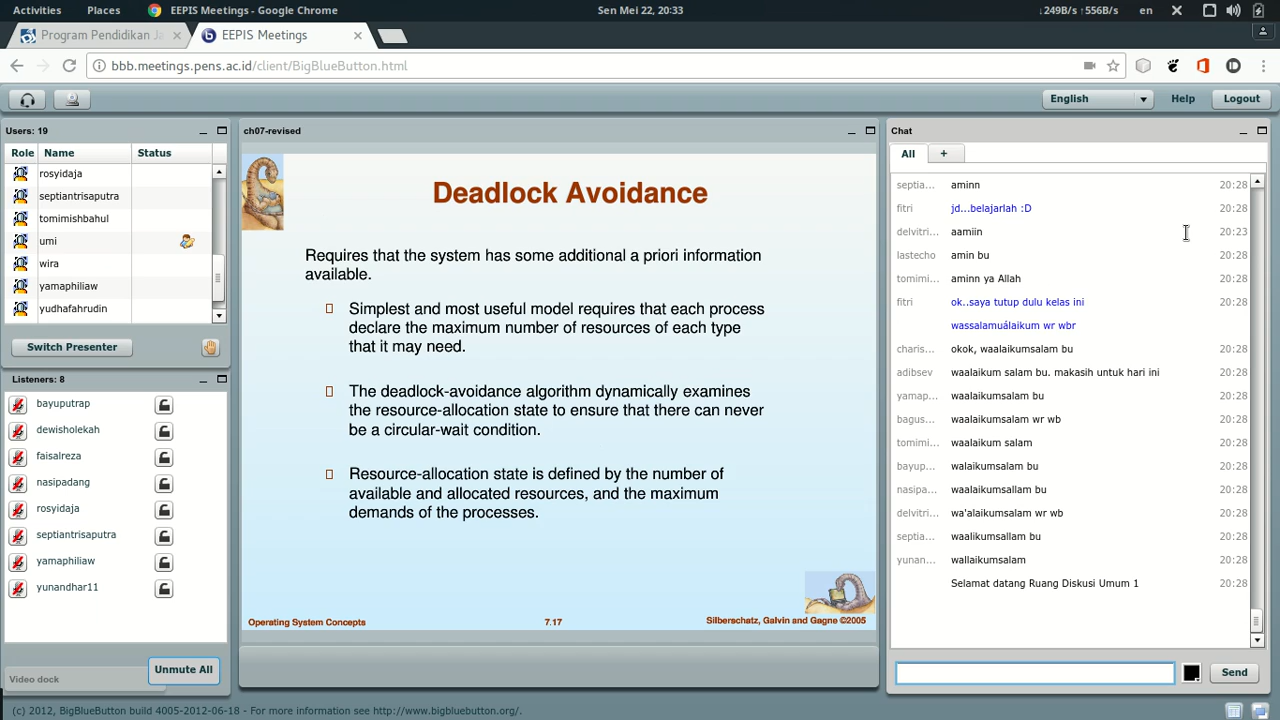 Activities Places EEPIS Meetings - Google Chrome Sen Mei 22, 20:33 ↓249B/s ↑556B/s en
Program Pendidikan Ja EEPIS Meetings
bbb.meetings.pens.ac.id/client/BigBlueButton.html
English Help Logout
Users: 19
Role Name Status
rosyidaja
septiantrisaputra
tomimishbahul
umi
wira
yamaphiliaw
yudhafahrudin
Switch Presenter
Listeners: 8
bayuputrap
dewisholekah
faisalreza
nasipadang
rosyidaja
septiantrisaputra
yamaphiliaw
yunandhar11
Video dock
Unmute All
ch07-revised
Deadlock Avoidance
Requires that the system has some additional a priori information
available.
Simplest and most useful model requires that each process
declare the maximum number of resources of each type
that it may need.
The deadlock-avoidance algorithm dynamically examines
the resource-allocation state to ensure that there can never
be a circular-wait condition.
Resource-allocation state is defined by the number of
available and allocated resources, and the maximum
demands of the processes.
Operating System Concepts 7.17 Silberschatz, Galvin and Gagne ©2005
Chat
All +
septia... aminn 20:28
fitri jd...belajarlah :D 20:28
delvitri... aamiin 20:23
lastecho amin bu 20:28
tomimi... aminn ya Allah 20:28
fitri ok..saya tutup dulu kelas ini 20:28
wassalamuálaikum wr wbr 20:28
charis... okok, waalaikumsalam bu 20:28
adibsev waalaikum salam bu. makasih untuk hari ini 20:28
yamap... waalaikumsalam bu 20:28
bagus... waalaikumsalam wr wb 20:28
tomimi... waalaikum salam 20:28
bayup... walaikumsalam bu 20:28
nasipa... waalaikumsallam bu 20:28
delvitri... wa'alaikumsalam wr wb 20:28
septia... waalikumsallam bu 20:28
yunan... wallaikumsalam 20:28
Selamat datang Ruang Diskusi Umum 1 20:28
Send
(c) 2012, BigBlueButton build 4005-2012-06-18 - For more information see http://www.bigbluebutton.org/.